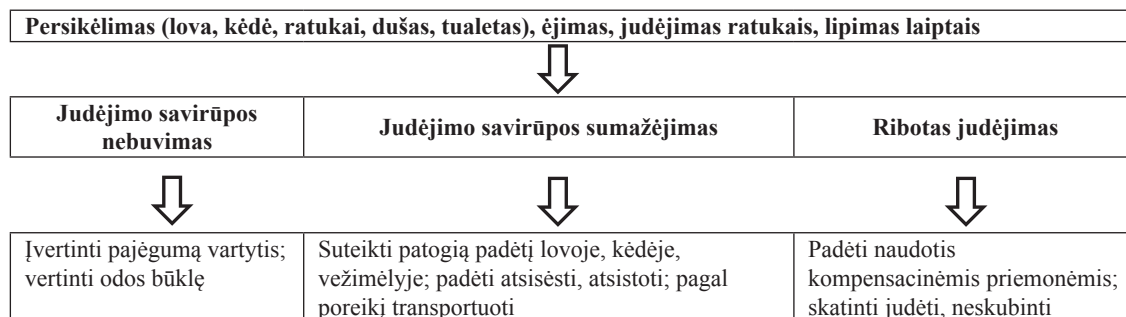 Persikėlimas (lova, kėdė, ratukai, dušas, tualetas), ėjimas, judėjimas ratukais, lipimas laiptais
Judėjimo savirūpos
nebuvimas
Judėjimo savirūpos sumažėjimas
Ribotas judėjimas
Įvertinti pajėgumą vartytis;
vertinti odos būklę
Suteikti patogią padėtį lovoje, kėdėje,
vežimėlyje; padėti atsisėsti, atsistoti; pagal
poreikį transportuoti
Padėti naudotis
kompensacinėmis priemonėmis;
skatinti judėti, neskubinti